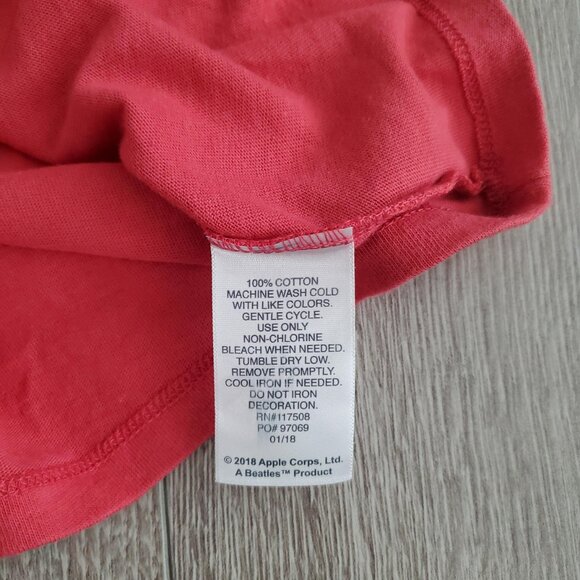 100% COTTON
MACHINE WASH COLD
WITH LIKE COLORS.
GENTLE CYCLE.
USE ONLY
NON-CHLORINE
BLEACH WHEN NEEDED.
TUMBLE DRY LOW.
REMOVE PROMPTLY.
COOL IRON IF NEEDED.
DO NOT IRON
DECORATION.
RN#117508
PO# 97069
01/18
© 2018 Apple Corps, Ltd.
A Beatles™ Product